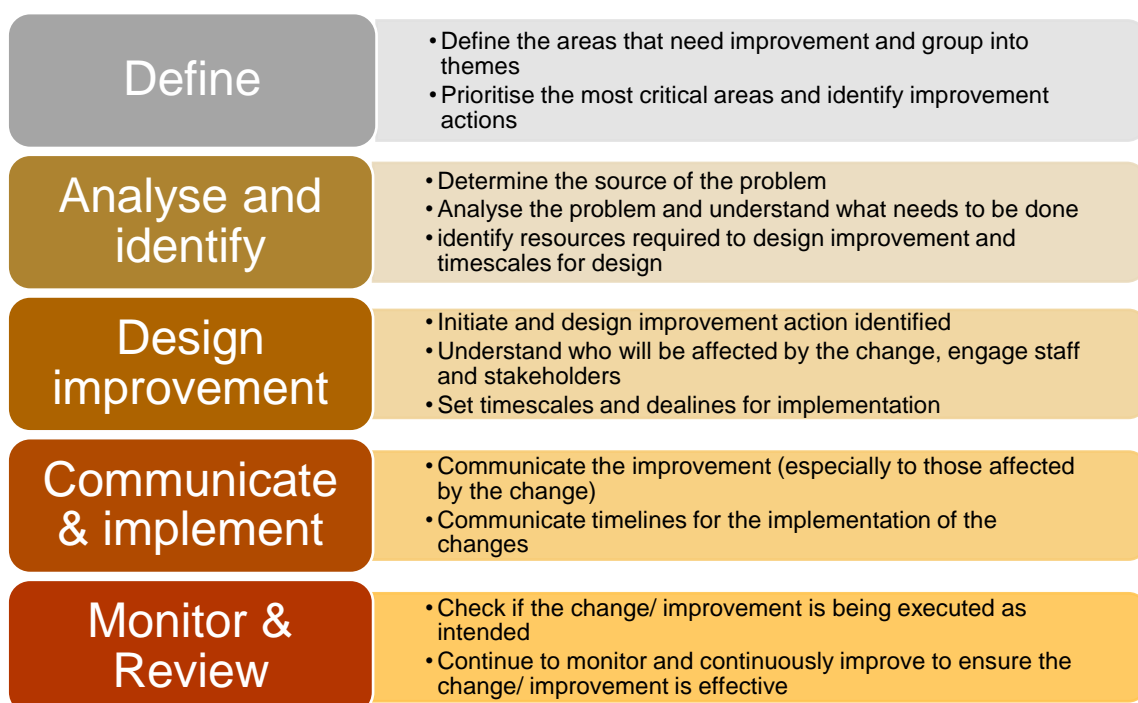 Define
• Define the areas that need improvement and group into
themes
• Prioritise the most critical areas and identify improvement
actions
Analyse and
identify
• Determine the source of the problem
• Analyse the problem and understand what needs to be done
• identify resources required to design improvement and
timescales for design
Design
improvement
• Initiate and design improvement action identified
• Understand who will be affected by the change, engage staff
and stakeholders
• Set timescales and dealines for implementation
Communicate
& implement
• Communicate the improvement (especially to those affected
by the change)
• Communicate timelines for the implementation of the
changes
Monitor &
Review
• Check if the change/ improvement is being executed as
intended
• Continue to monitor and continuously improve to ensure the
change/ improvement is effective